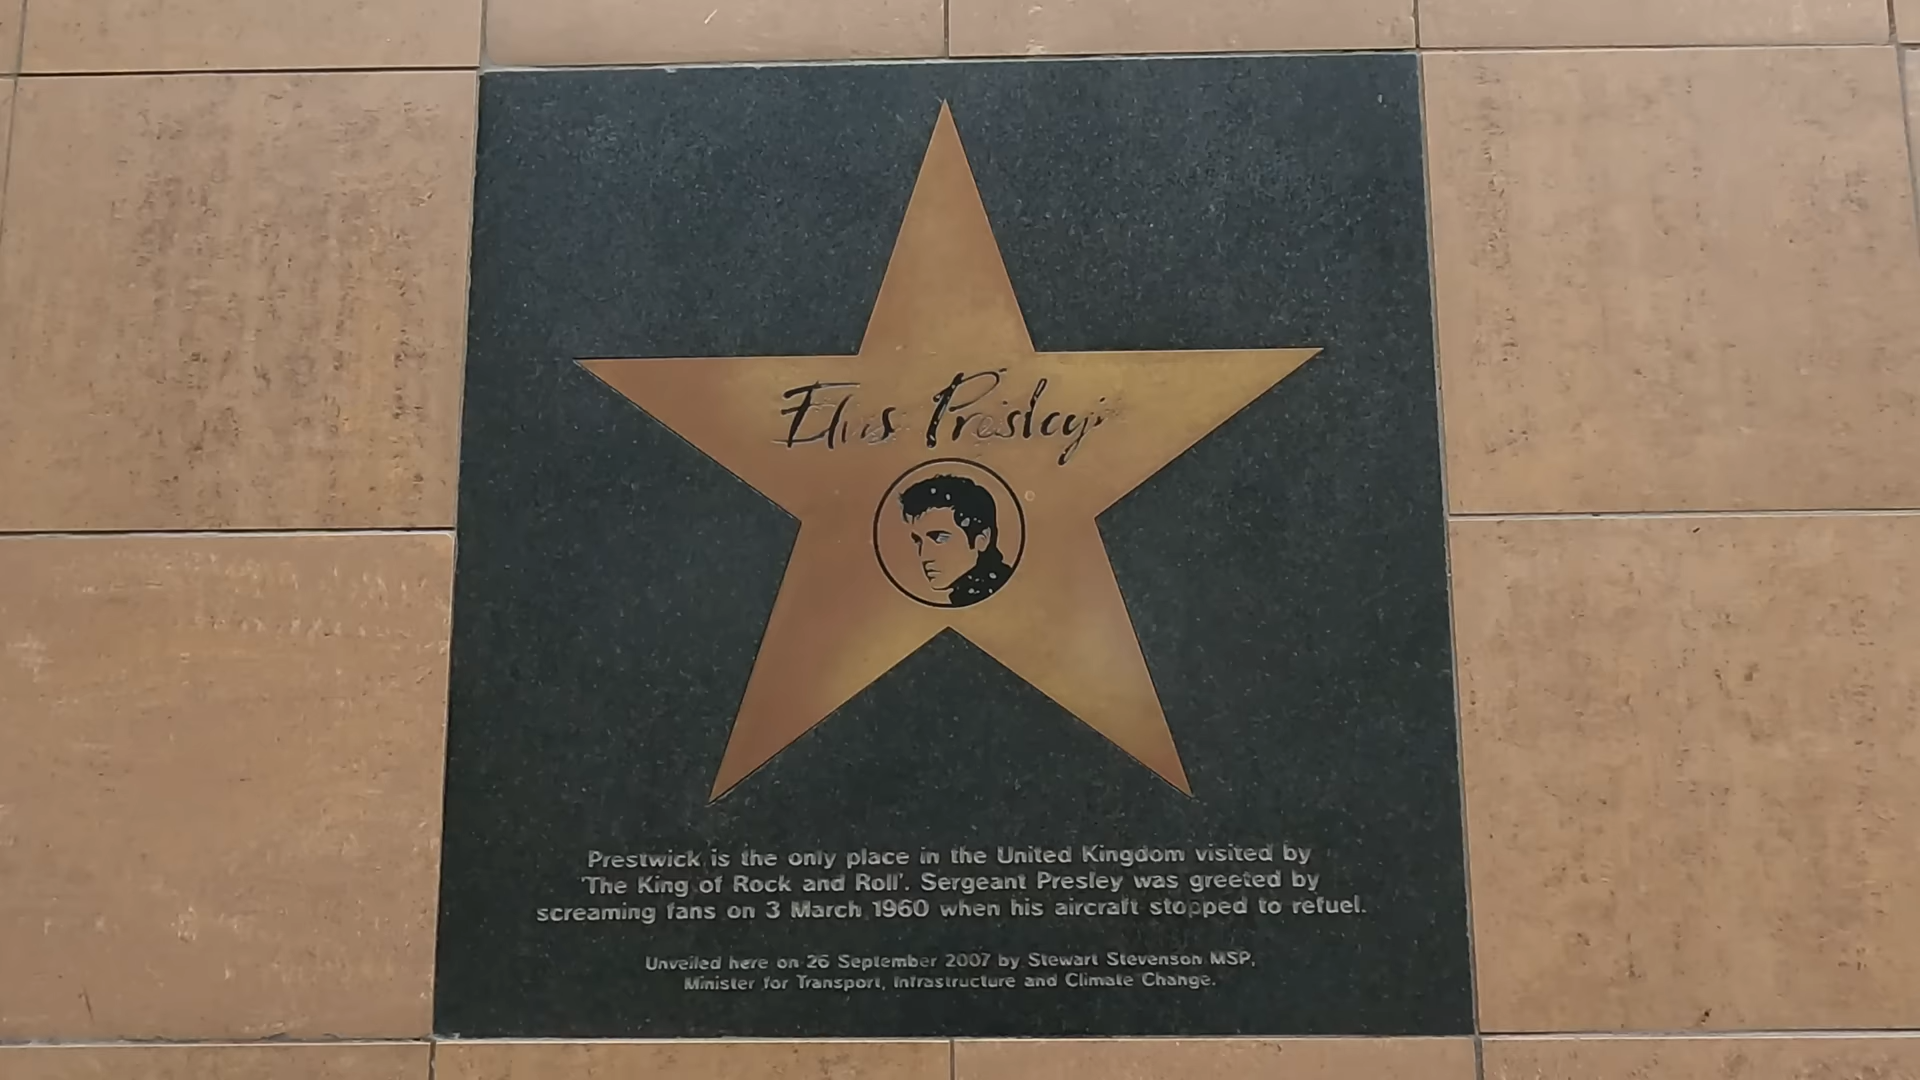 Elvis Presley
Prestwick is the only place in the United Kingdom visited by
'The King of Rock and Roll'. Sergeant Presley was greeted by
screaming fans on 3 March 1960 when his aircraft stopped to refuel.
Unveiled here on 26 September 2007 by Stewart Stevenson MSP,
Minister for Transport, Infrastructure and Climate Change.